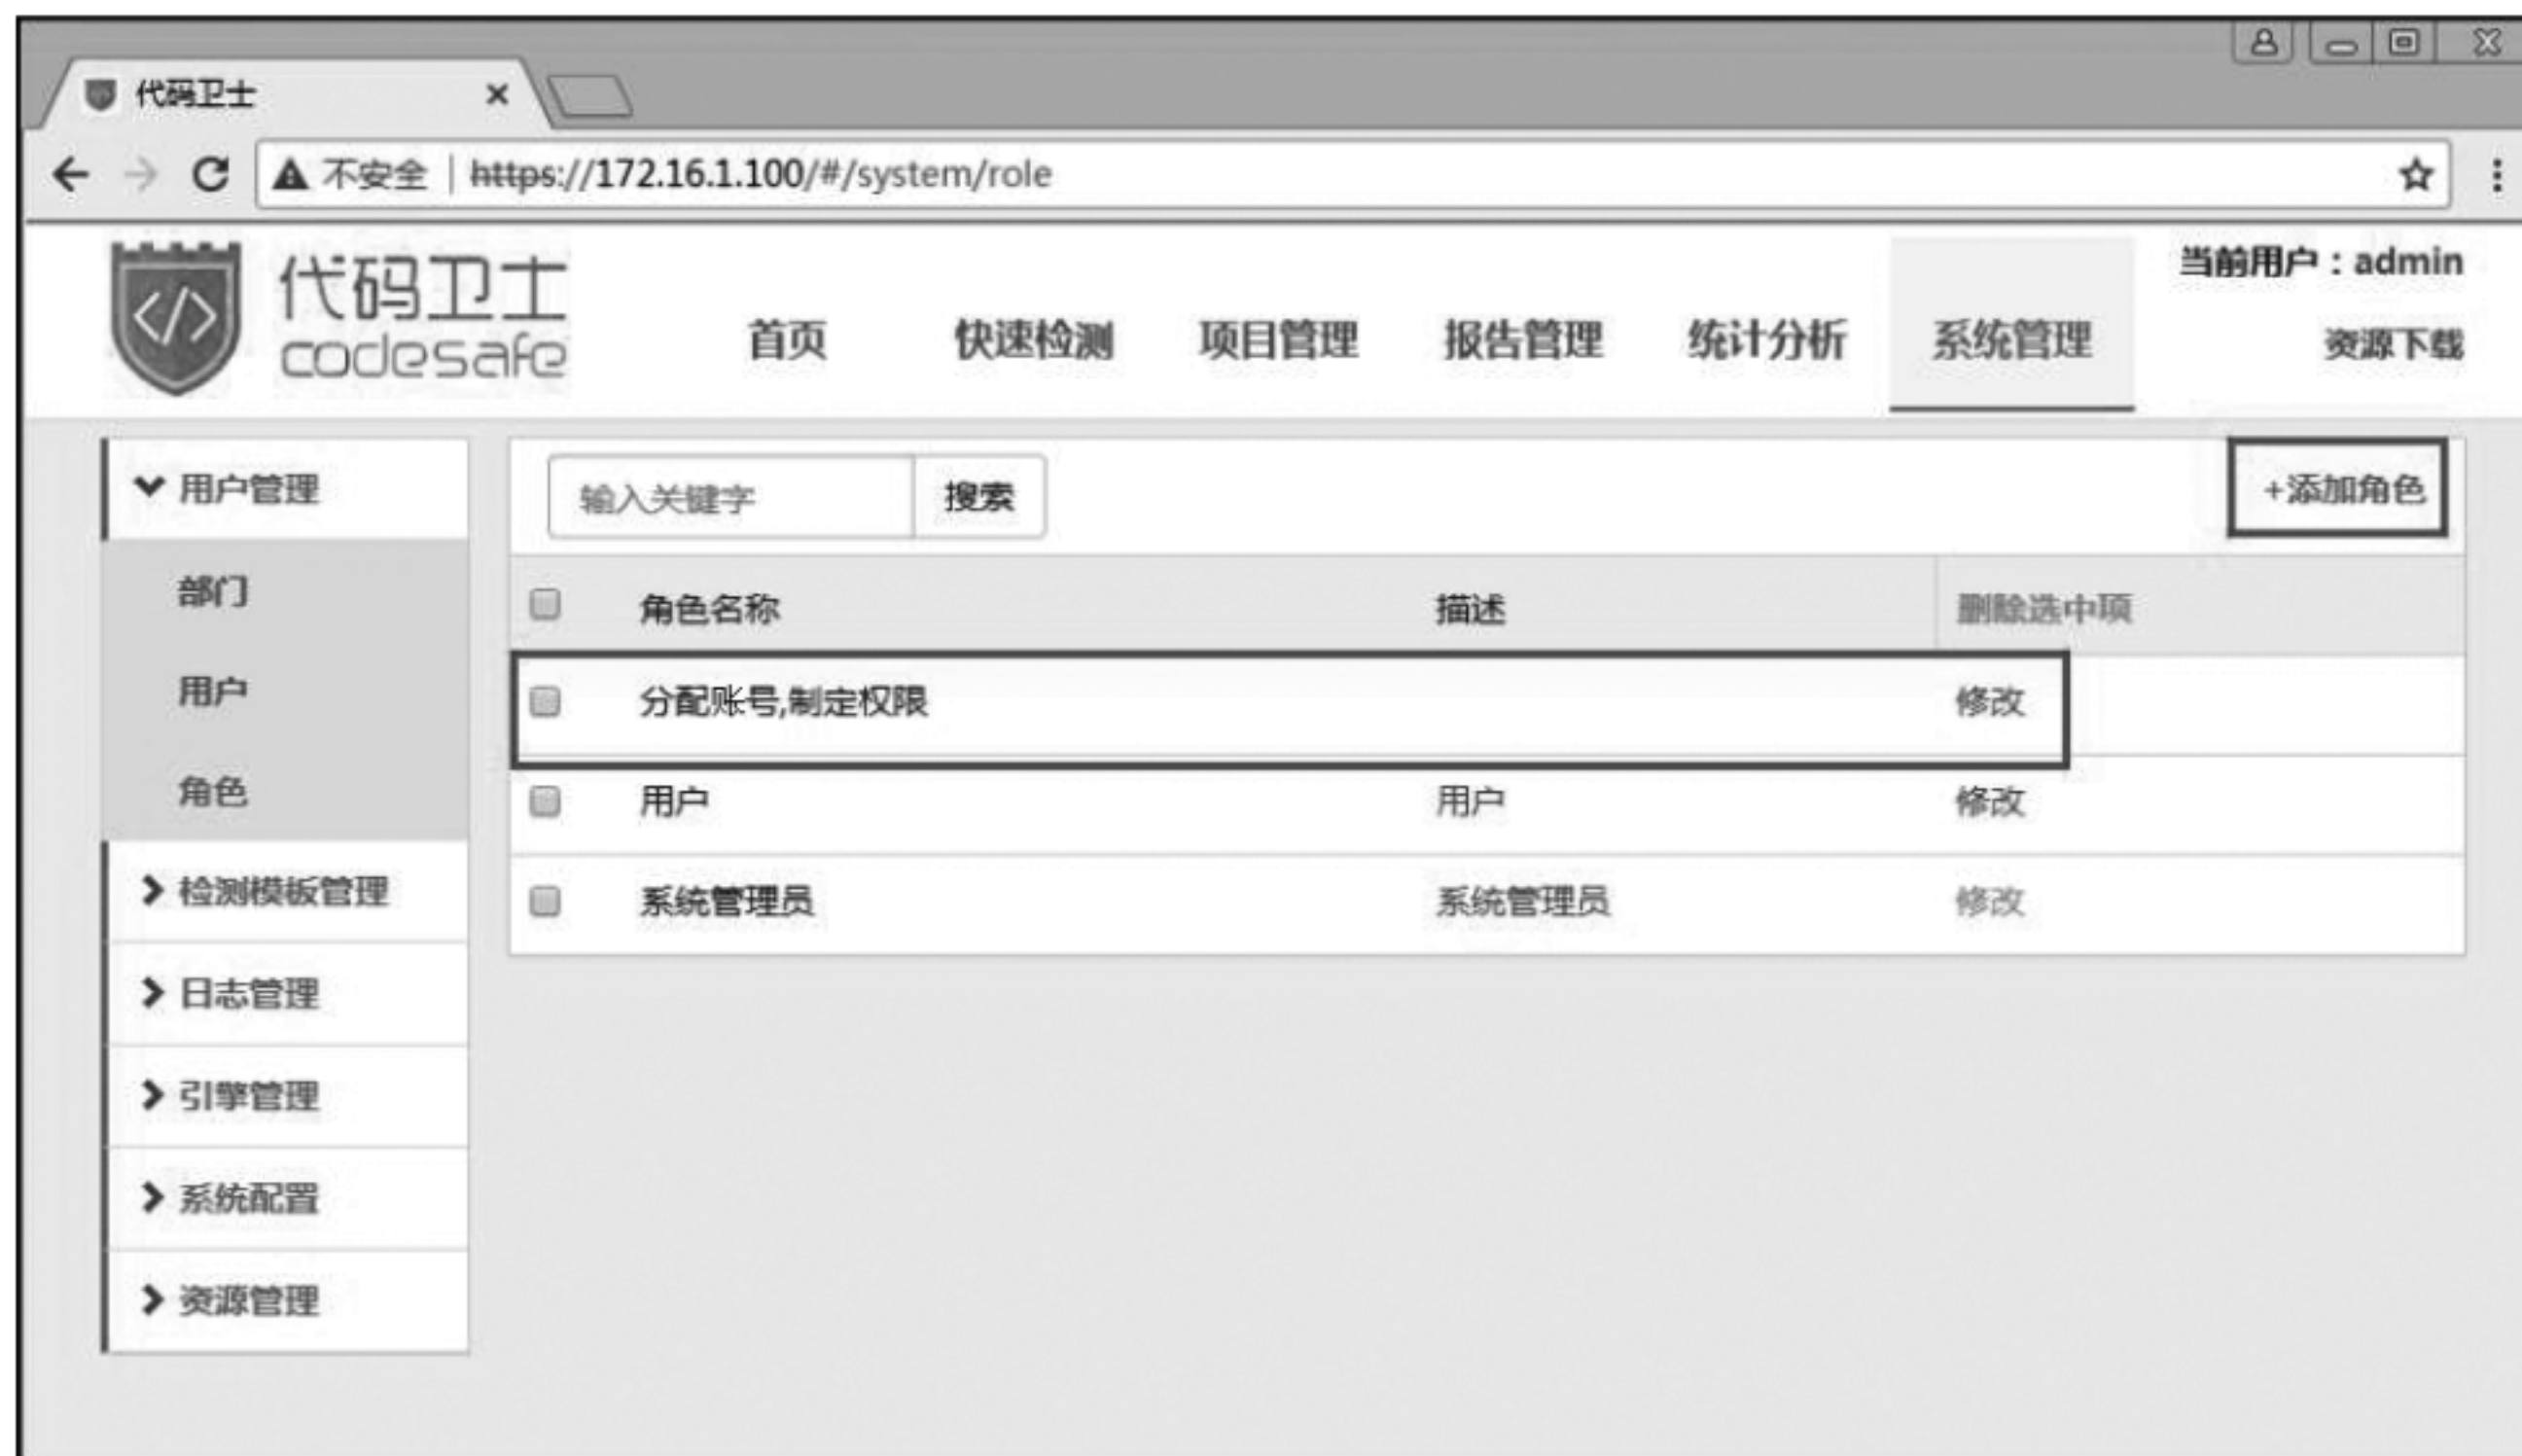 代码卫士
不安全 | https://172.16.1.100/#/system/role
代码卫士
codesafe
首页 快速检测 项目管理 报告管理 统计分析 系统管理
当前用户：admin
资源下载
用户管理
部门
用户
角色
检测模板管理
日志管理
引擎管理
系统配置
资源管理
输入关键字 搜索 +添加角色
角色名称 描述 删除选中项
分配账号,制定权限 修改
用户 用户 修改
系统管理员 系统管理员 修改